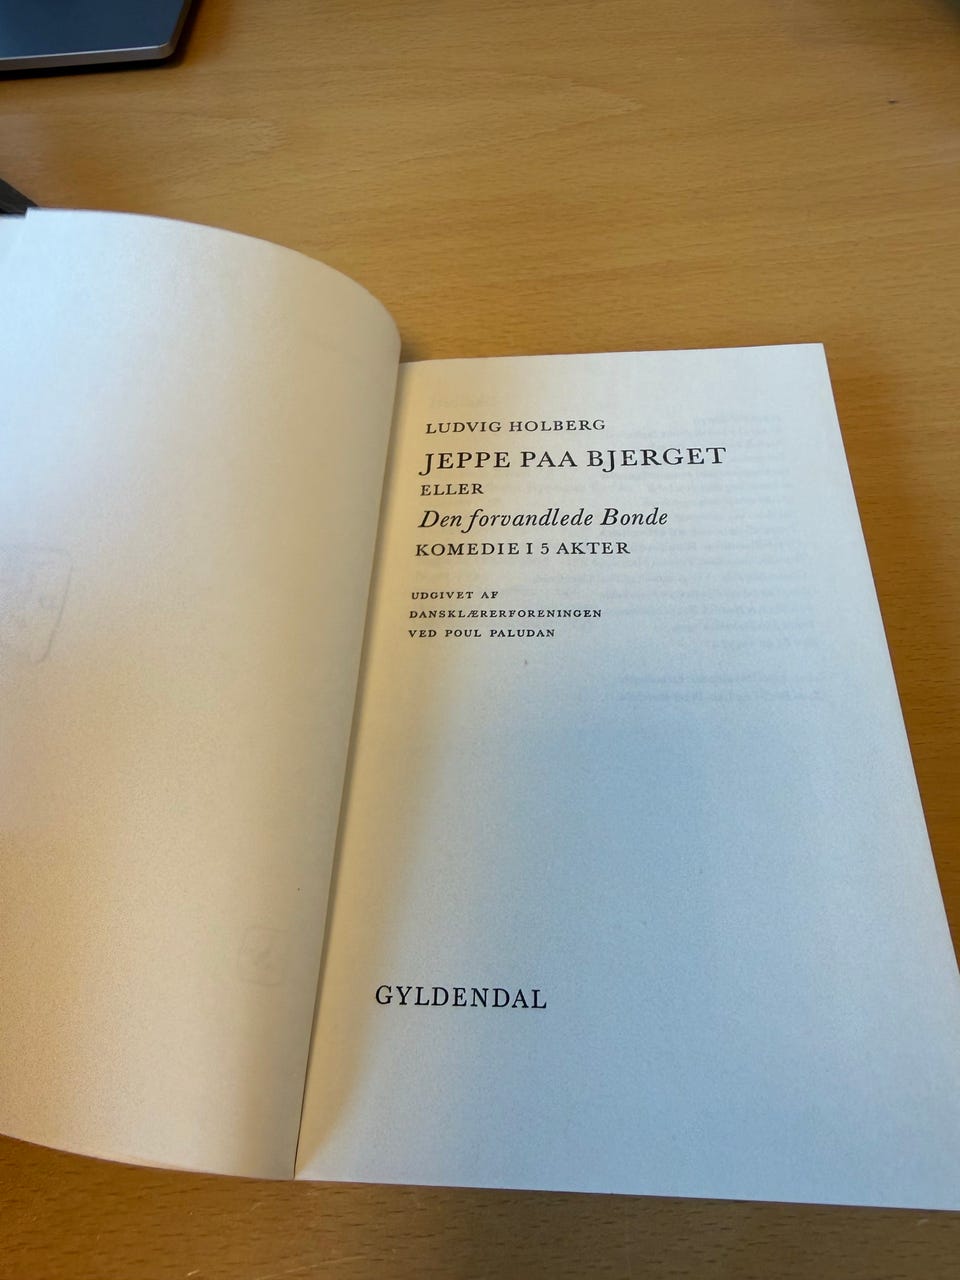 LUDVIG HOLBERG
JEPPE PAA BJERGET
ELLER
Den forvandlede Bonde
KOMEDIE I 5 AKTER
UDGIVET AF
DANSKLÆRERFORENINGEN
VED POUL PALUDAN
GYLDENDAL